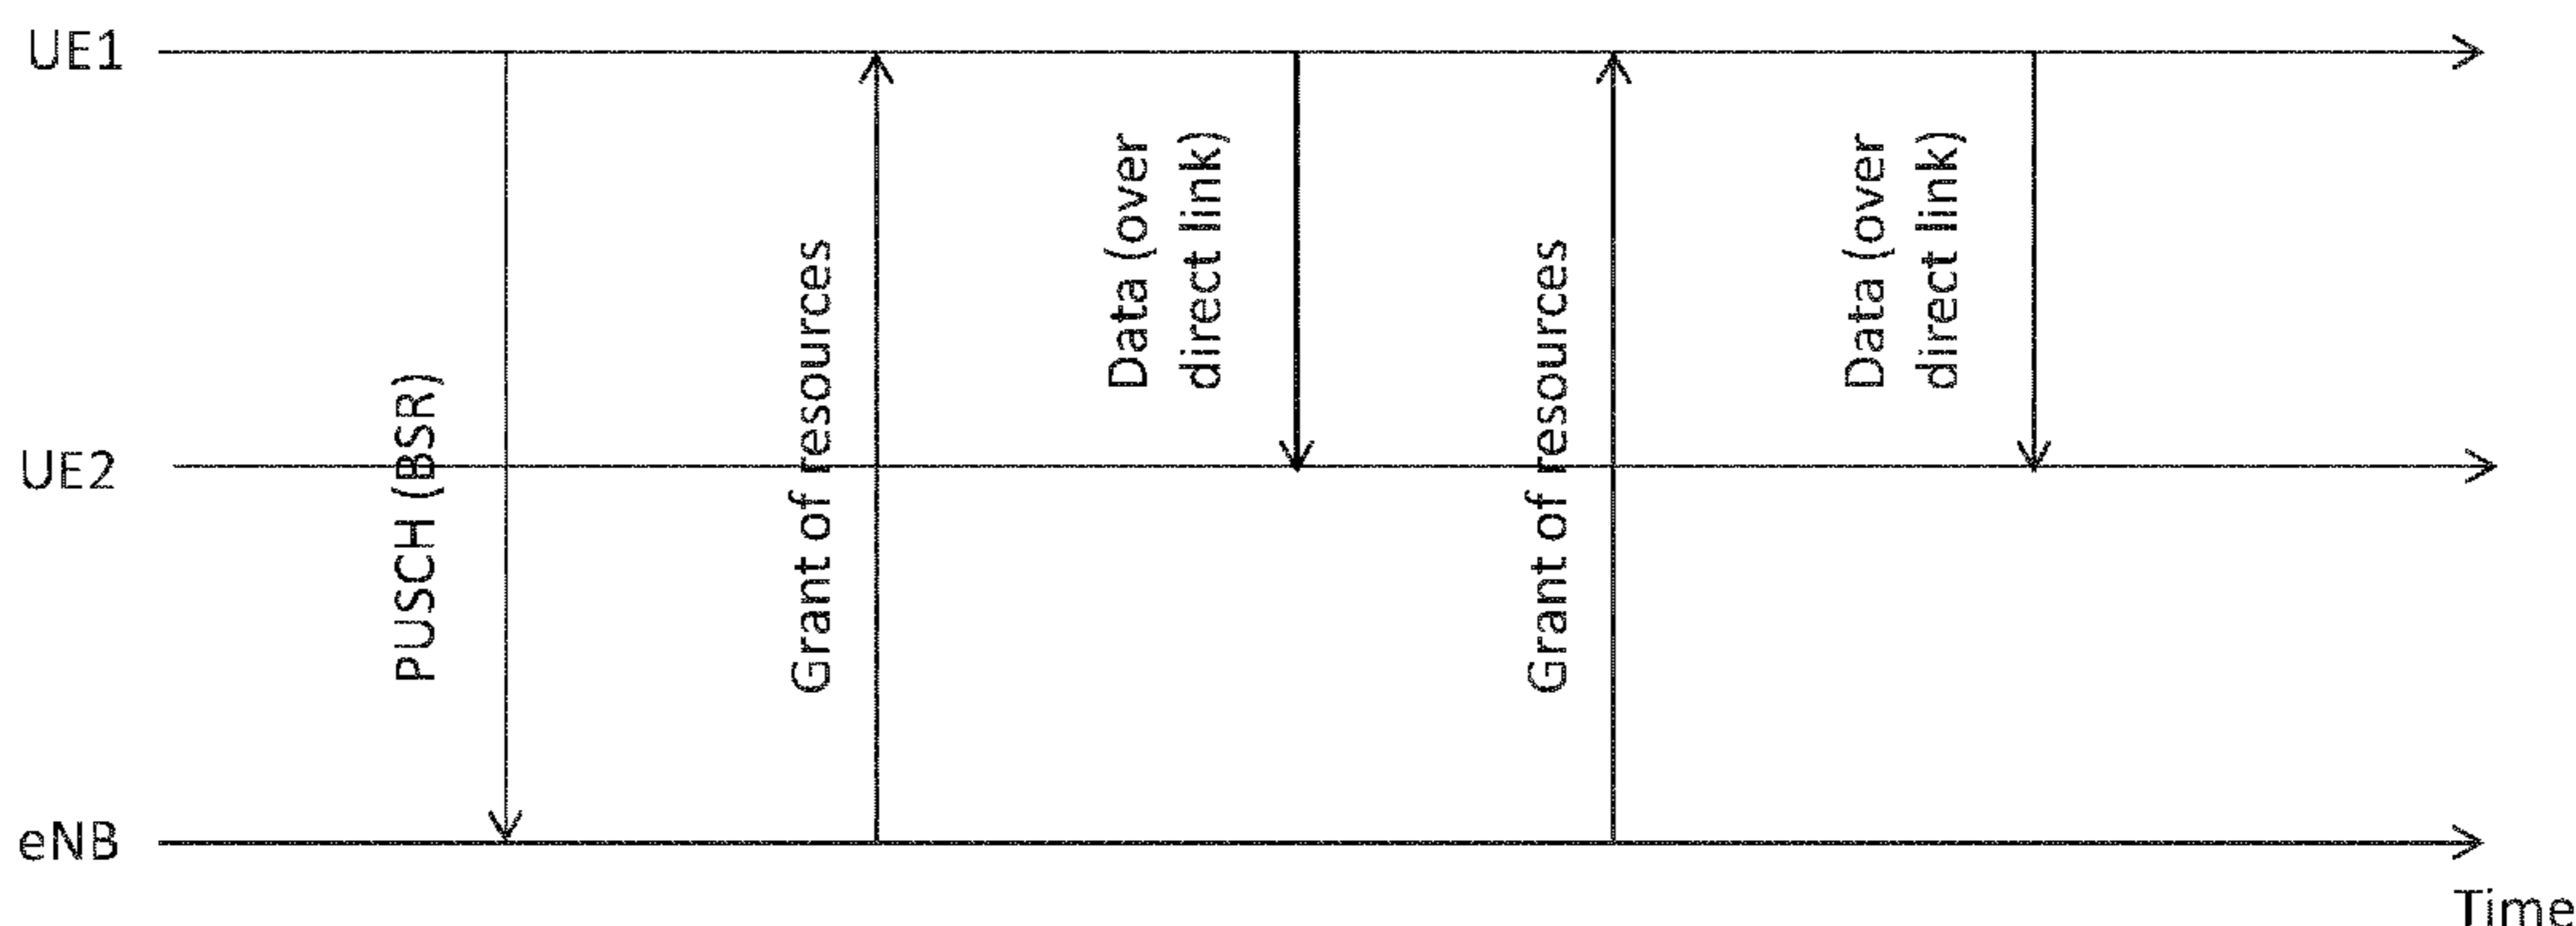 UE1
UE2
eNB
PUSCH (BSR)
Grant of resources
Data (over
direct link)
Grant of resources
Data (over
direct link)
Time